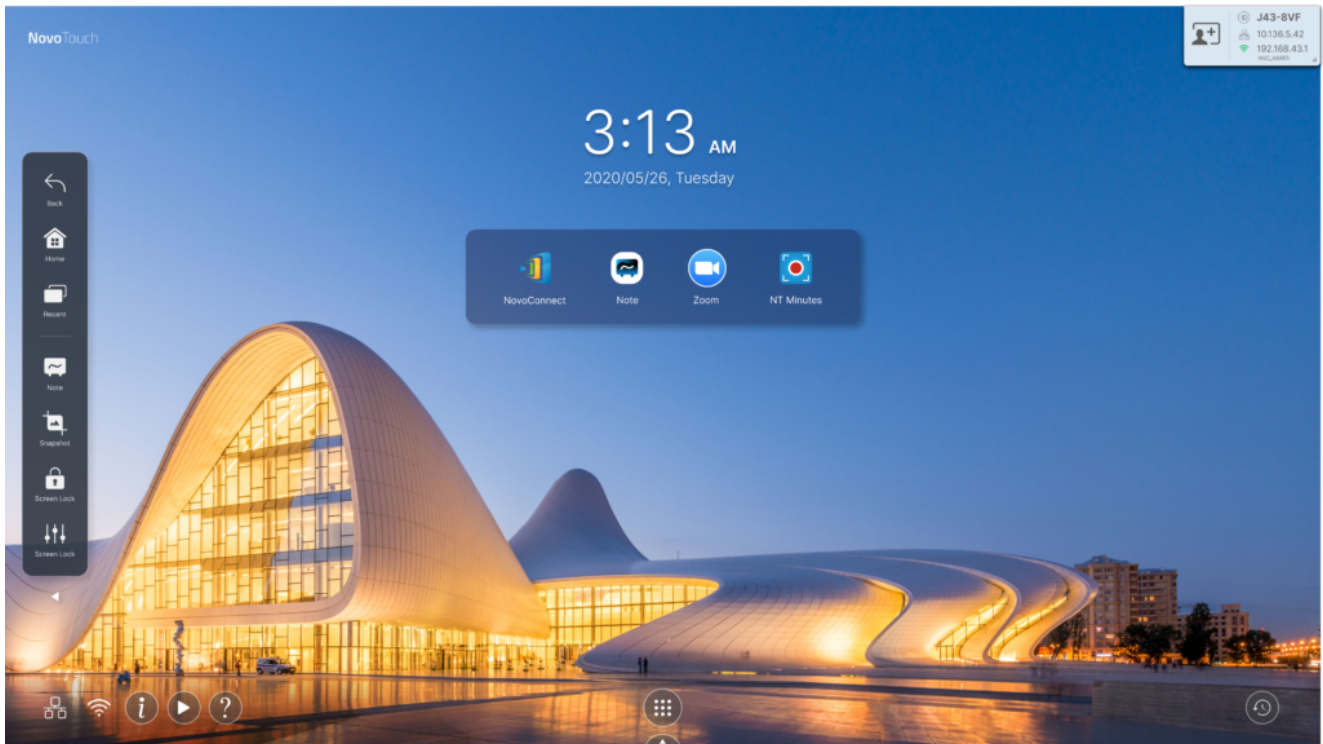 NovoTouch
J43-8VF
10.136.5.42
192.168.43.1
3:13 AM
2020/05/26, Tuesday
Back
Home
Recent
Note
Snapshot
Screen Lock
Screen Lock
NovoConnect
Note
Zoom
NT Minutes
i
?